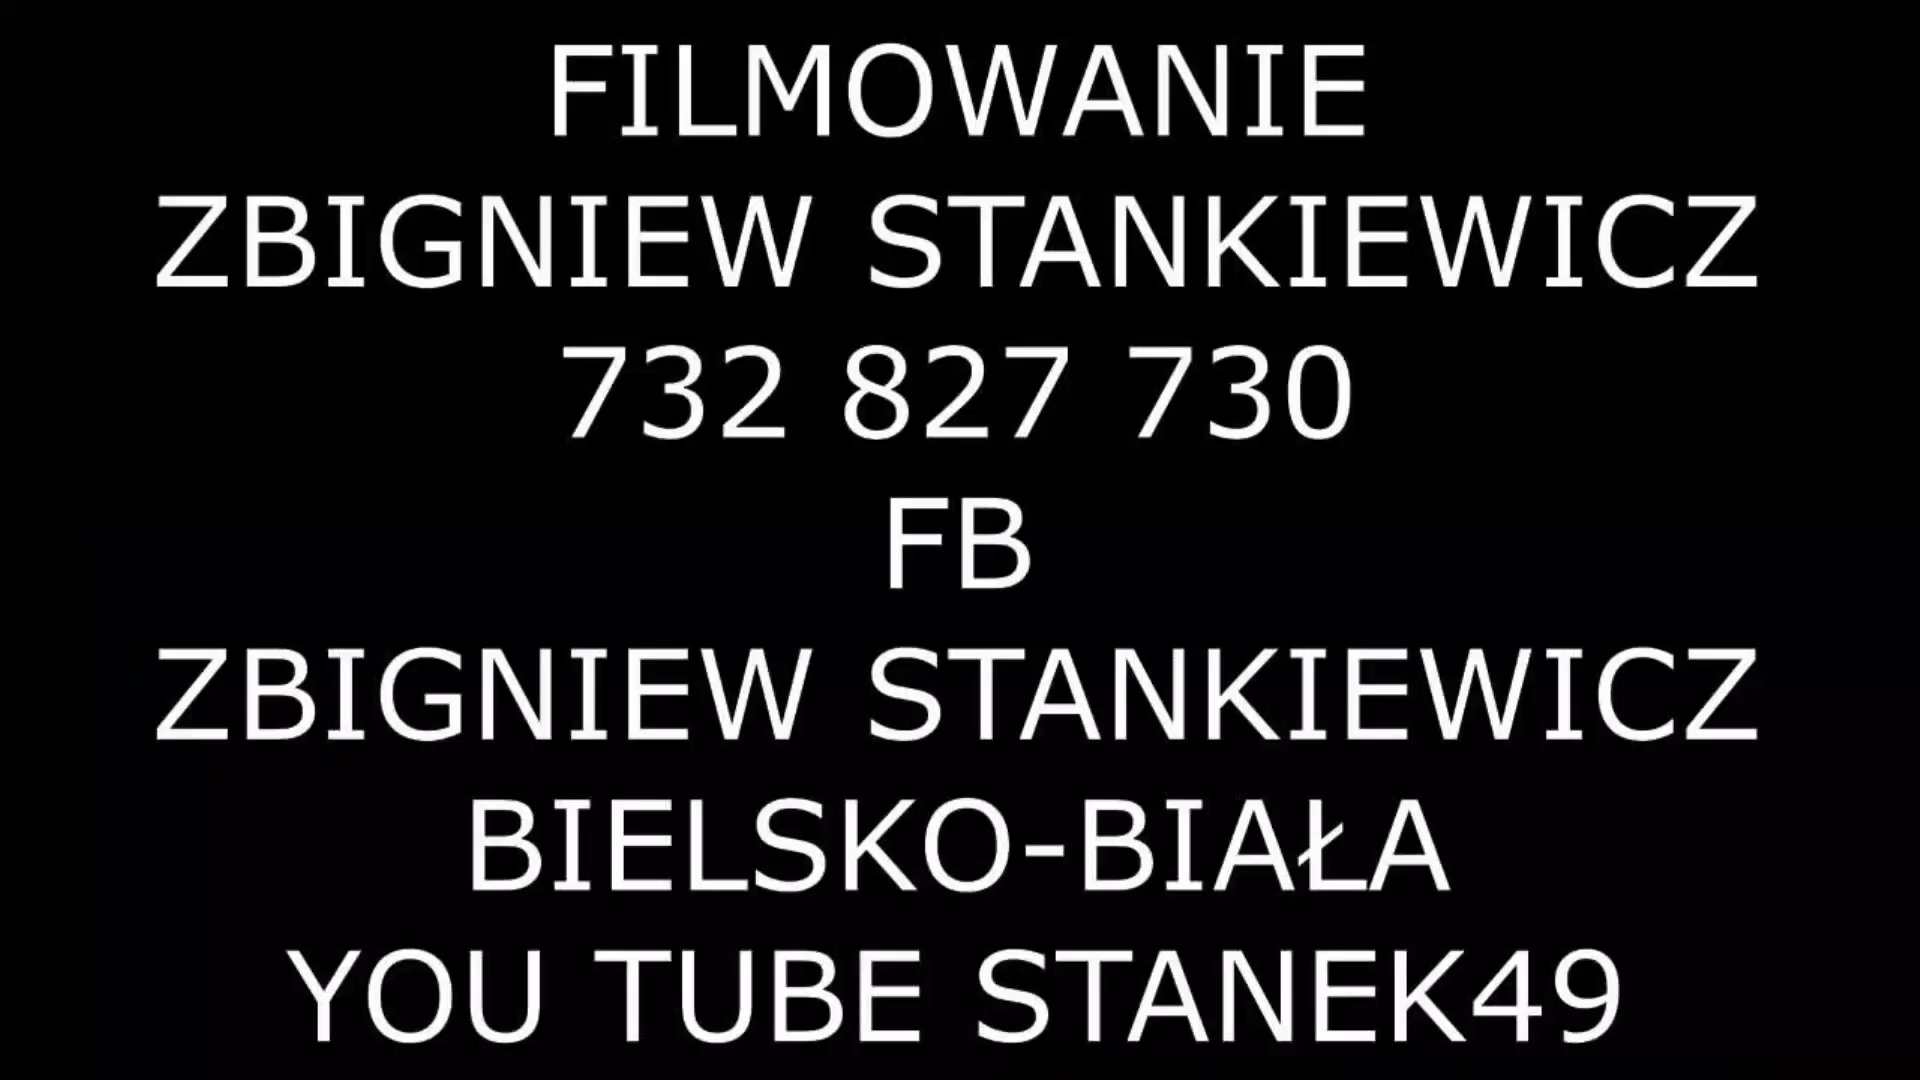 FILMOWANIE
ZBIGNIEW STANKIEWICZ
732 827 730
FB
ZBIGNIEW STANKIEWICZ
BIELSKO-BIAŁA
YOU TUBE STANEK49